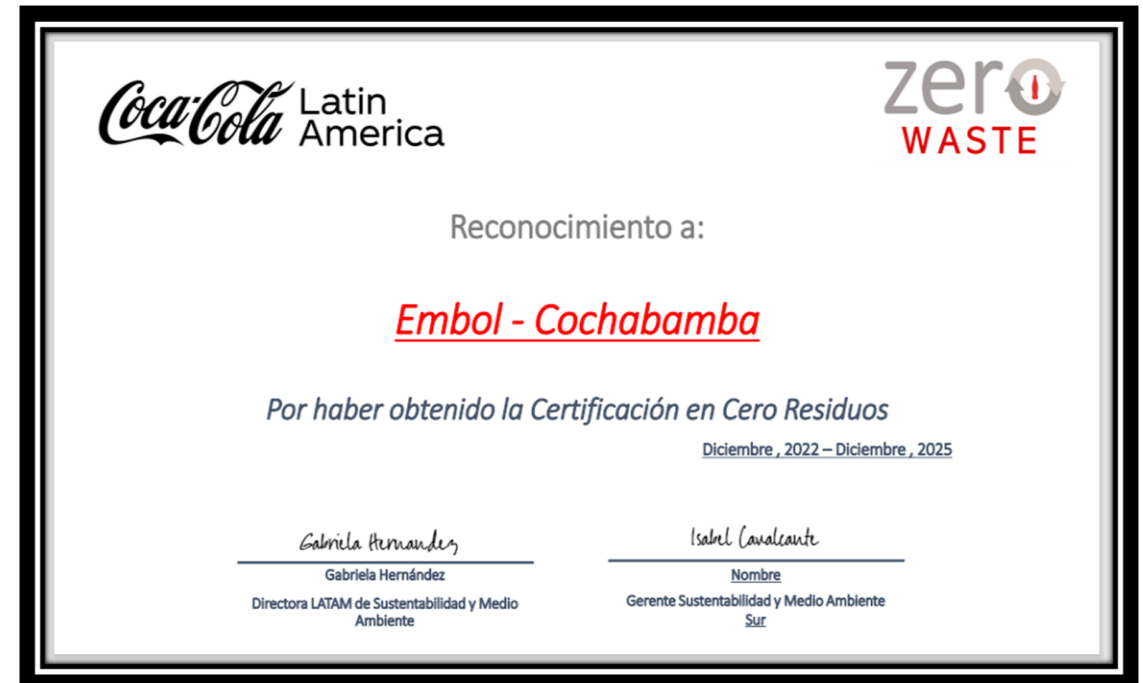 Coca-Cola Latin
America
zero
WASTE
Reconocimiento a:
Embol - Cochabamba
Por haber obtenido la Certificación en Cero Residuos
Diciembre , 2022 – Diciembre , 2025
Gabriela Hernandez
Isabel Cavalcante
Gabriela Hernández
Nombre
Directora LATAM de Sustentabilidad y Medio
Ambiente
Gerente Sustentabilidad y Medio Ambiente
Sur